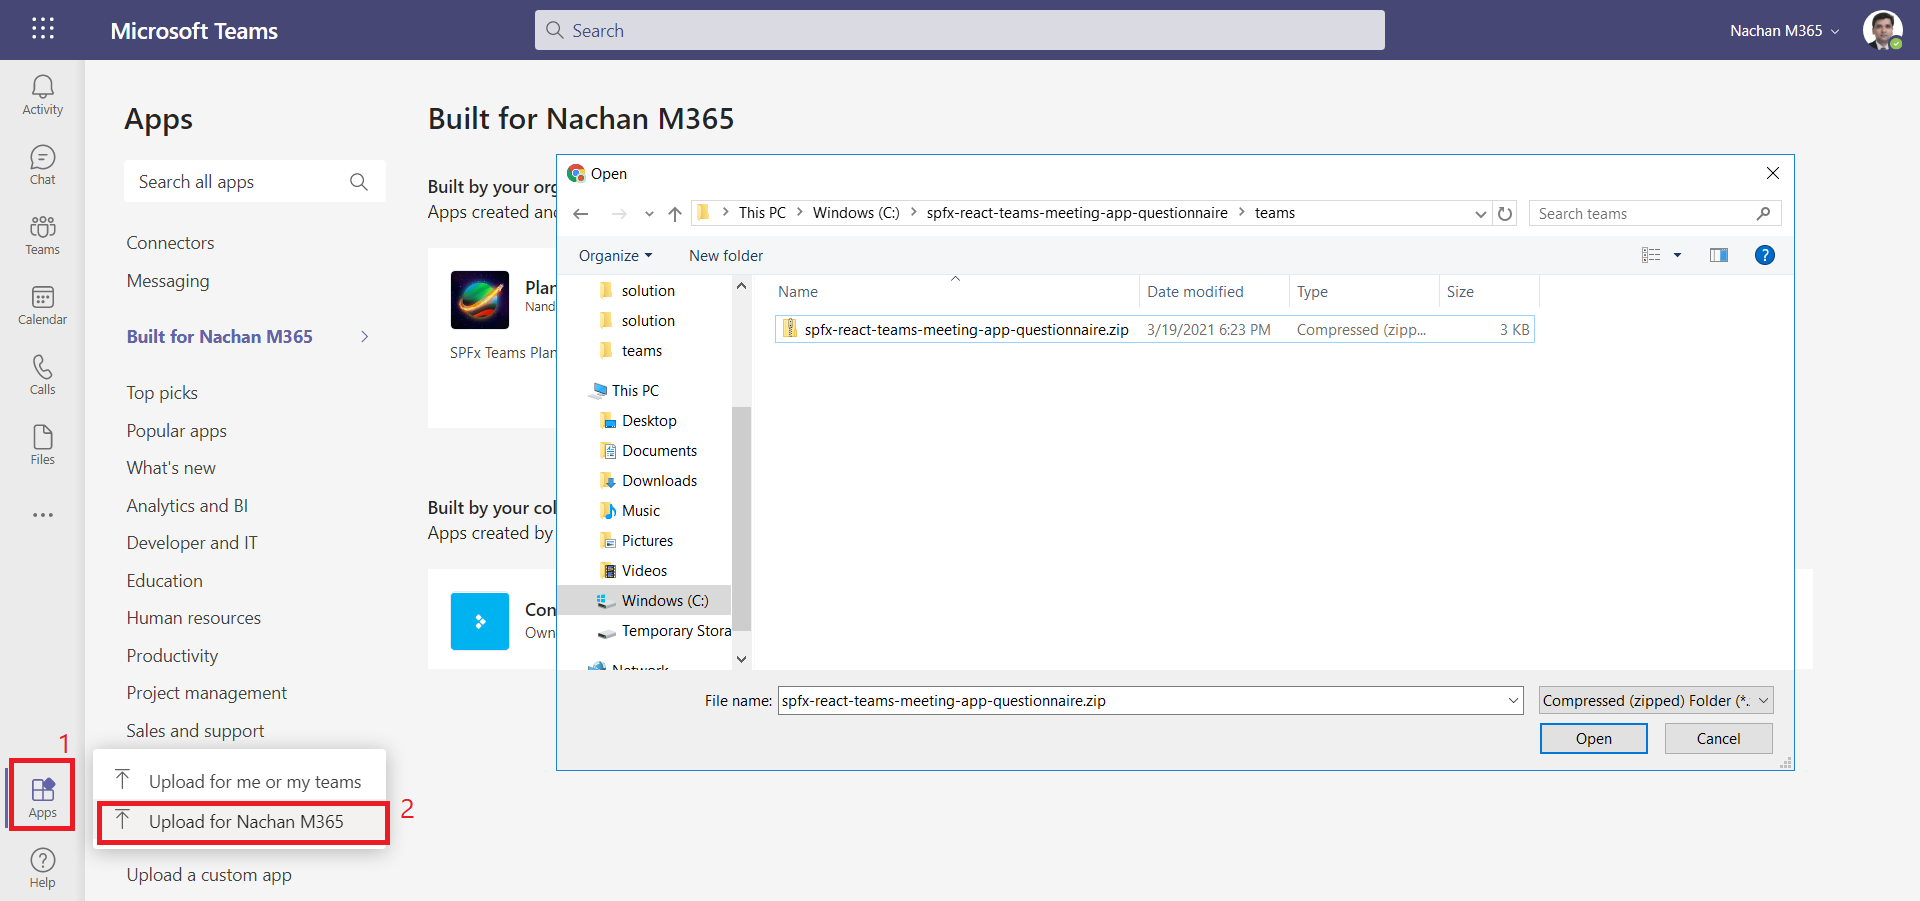 Microsoft Teams
Search
Nachan M365
Activity
Chat
Teams
Calendar
Calls
Files
1
Apps
Help
Apps
Search all apps
Connectors
Messaging
Built for Nachan M365
Top picks
Popular apps
What's new
Analytics and BI
Developer and IT
Education
Human resources
Productivity
Project management
Sales and support
Upload for me or my teams
Upload for Nachan M365
2
Upload a custom app
Built for Nachan M365
Built by your org
Apps created and
Plan
Nand
SPFx Teams Plan
Built by your col
Apps created by
Con
Own
Open
This PC > Windows (C:) > spfx-react-teams-meeting-app-questionnaire > teams
Search teams
Organize
New folder
?
solution
solution
teams
This PC
Desktop
Documents
Downloads
Music
Pictures
Videos
Windows (C:)
Temporary Stora
Network
Name Date modified Type Size
spfx-react-teams-meeting-app-questionnaire.zip 3/19/2021 6:23 PM Compressed (zipp... 3 KB
File name: spfx-react-teams-meeting-app-questionnaire.zip
Compressed (zipped) Folder (*.
Open
Cancel